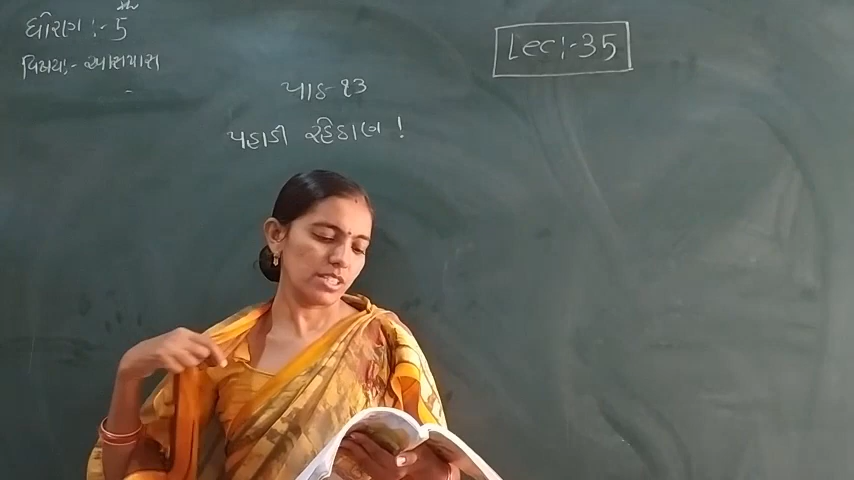 ધોરણ :- 5
વિષય :- આસપાસ
Lec :- 35
પાઠ - ૧૩
પહાડી રહેઠાણ !